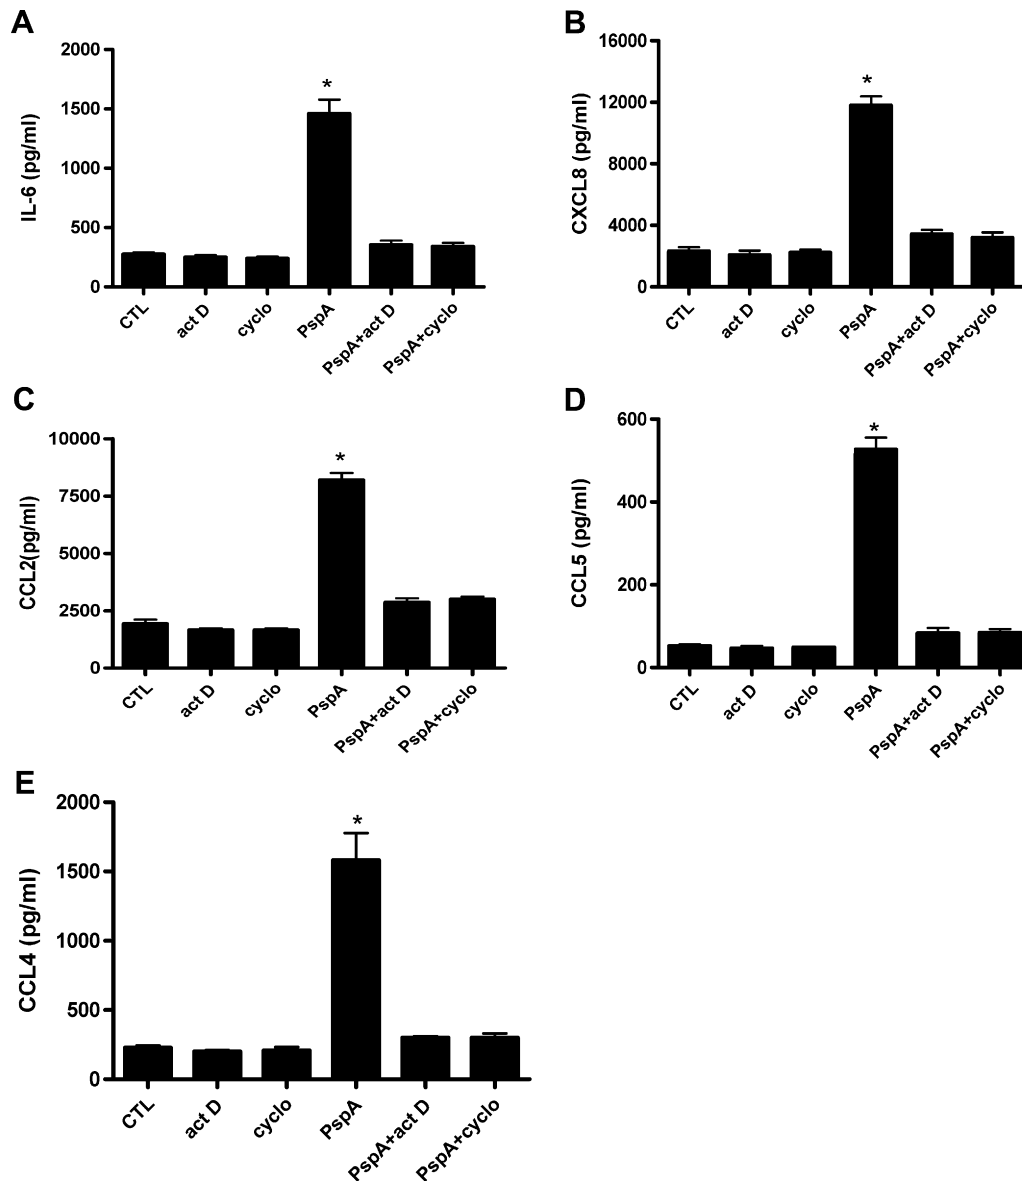 A
IL-6 (pg/ml)
2000
1500
1000
500
0
*
CTL
act D
cyclo
PspA
PspA+act D
PspA+cyclo
B
CXCL8 (pg/ml)
16000
12000
8000
4000
0
*
CTL
act D
cyclo
PspA
PspA+act D
PspA+cyclo
C
CCL2(pg/ml)
10000
7500
5000
2500
0
*
CTL
act D
cyclo
PspA
PspA+act D
PspA+cyclo
D
CCL5 (pg/ml)
600
400
200
0
*
CTL
act D
cyclo
PspA
PspA+act D
PspA+cyclo
E
CCL4 (pg/ml)
2000
1500
1000
500
0
*
CTL
act D
cyclo
PspA
PspA+act D
PspA+cyclo